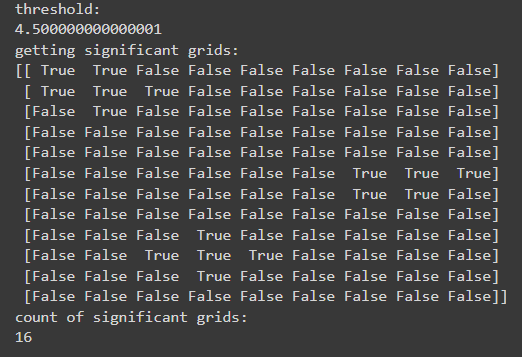 threshold:
4.500000000000001
getting significant grids:
[[ True  True False False False False False False False]
 [ True  True  True False False False False False False]
 [False  True False False False False False False False]
 [False False False False False False False False False]
 [False False False False False False False False False]
 [False False False False False False  True  True  True]
 [False False False False False False  True  True False]
 [False False False False False False False False False]
 [False False False  True False False False False False]
 [False False  True  True  True False False False False]
 [False False False  True False False False False False]
 [False False False False False False False False False]]
count of significant grids:
16